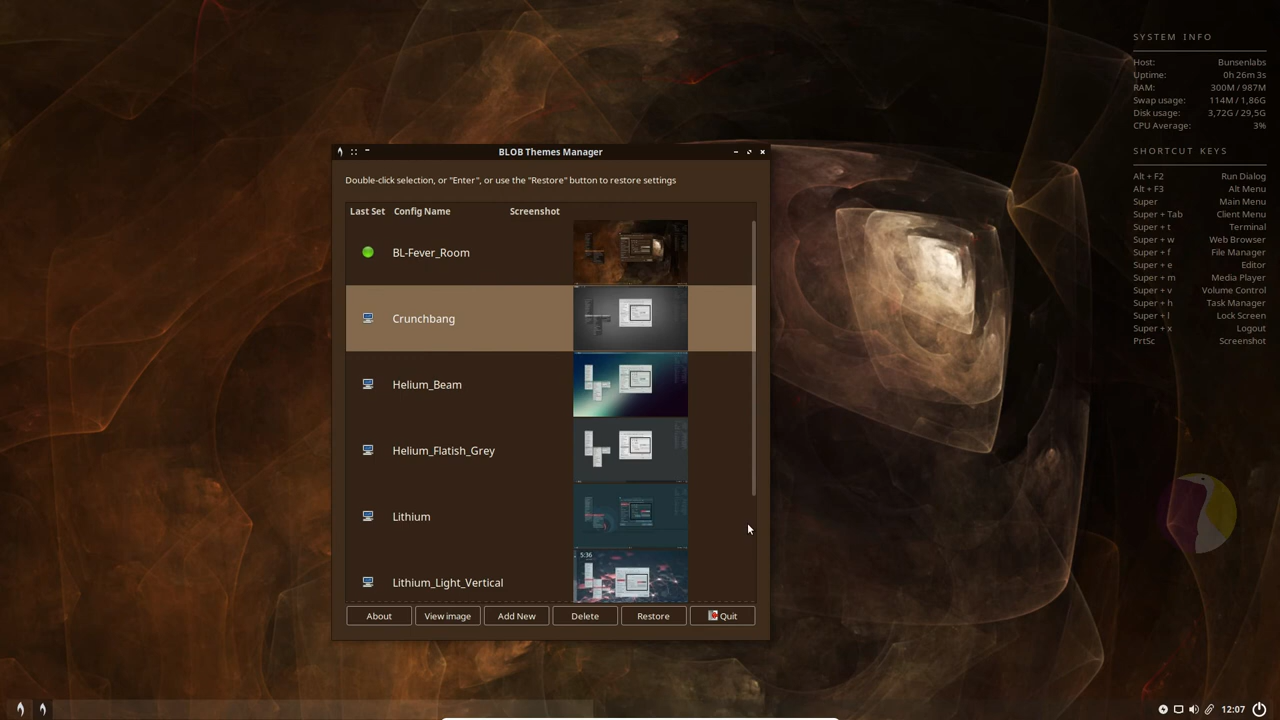 SYSTEM INFO
Host: Bunsenlabs
Uptime: 0h 26m 3s
RAM: 300M / 987M
Swap usage: 114M / 1,86G
Disk usage: 3,72G / 29,5G
CPU Average: 3%
SHORTCUT KEYS
Alt + F2 Run Dialog
Alt + F3 Alt Menu
Super Main Menu
Super + Tab Client Menu
Super + t Terminal
Super + w Web Browser
Super + f File Manager
Super + e Editor
Super + m Media Player
Super + v Volume Control
Super + h Task Manager
Super + l Lock Screen
Super + x Logout
PrtSc Screenshot
BLOB Themes Manager
Double-click selection, or "Enter", or use the "Restore" button to restore settings
Last Set Config Name Screenshot
BL-Fever_Room
Crunchbang
Helium_Beam
Helium_Flatish_Grey
Lithium
5:36
Lithium_Light_Vertical
About View image Add New Delete Restore Quit
12:07